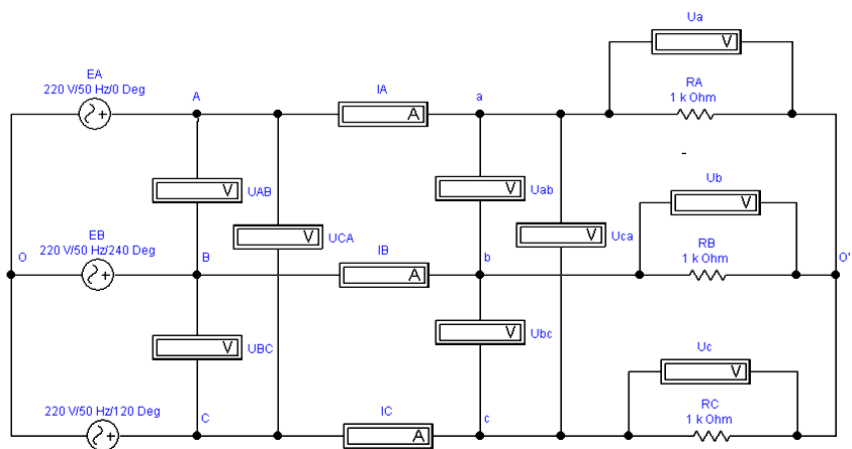 Ua
V
EA
220 V/50 Hz/0 Deg
A
IA
A
a
RA
1 k Ohm
V
UAB
V
Uab
Ub
V
V
UCA
V
Uca
EB
220 V/50 Hz/240 Deg
O
B
IB
A
b
RB
1 k Ohm
O'
V
UBC
V
Ubc
Uc
V
220 V/50 Hz/120 Deg
C
IC
A
c
RC
1 k Ohm